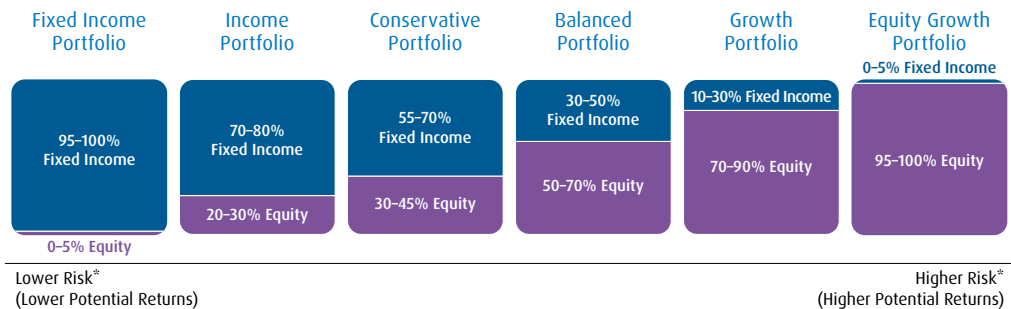 Fixed Income
Portfolio
Income
Portfolio
Conservative
Portfolio
Balanced
Portfolio
Growth
Portfolio
Equity Growth
Portfolio
95–100%
Fixed Income
0–5% Equity
70–80%
Fixed Income
20–30% Equity
55–70%
Fixed Income
30–45% Equity
30–50%
Fixed Income
50–70% Equity
10–30% Fixed Income
70–90% Equity
0–5% Fixed Income
95–100% Equity
Lower Risk*
(Lower Potential Returns)
Higher Risk*
(Higher Potential Returns)